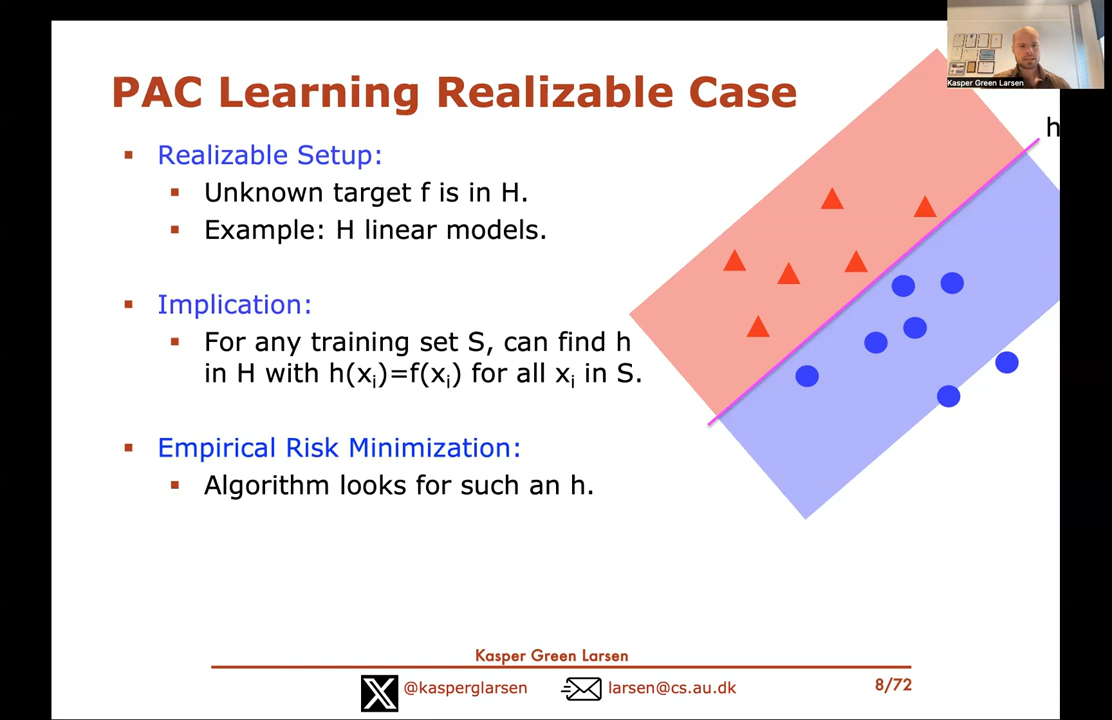 Kasper Green Larsen
PAC Learning Realizable Case
h
▪ Realizable Setup:
▪ Unknown target f is in H.
▪ Example: H linear models.
▪ Implication:
▪ For any training set S, can find h
in H with h(xᵢ)=f(xᵢ) for all xᵢ in S.
▪ Empirical Risk Minimization:
▪ Algorithm looks for such an h.
Kasper Green Larsen
@kasperglarsen larsen@cs.au.dk 8/72